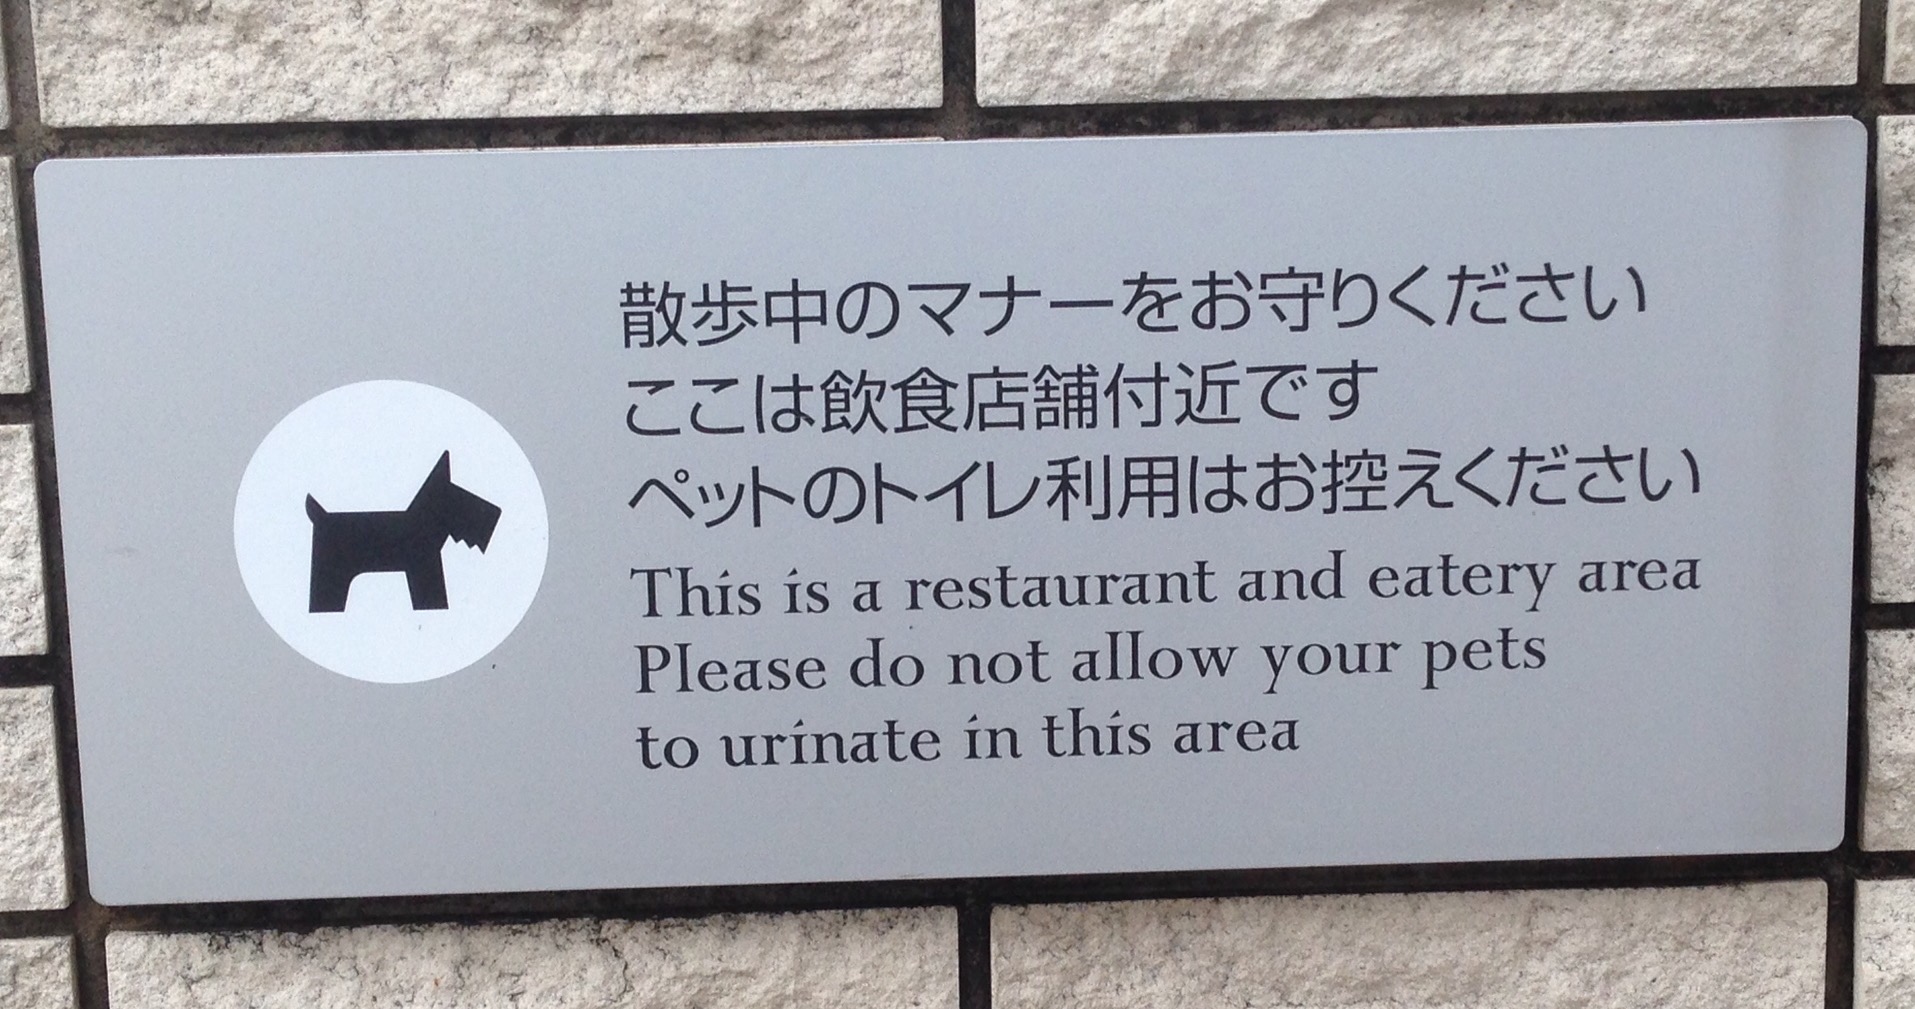 散歩中のマナーをお守りください
ここは飲食店舗付近です
ペットのトイレ利用はお控えください
This is a restaurant and eatery area
Please do not allow your pets
to urinate in this area